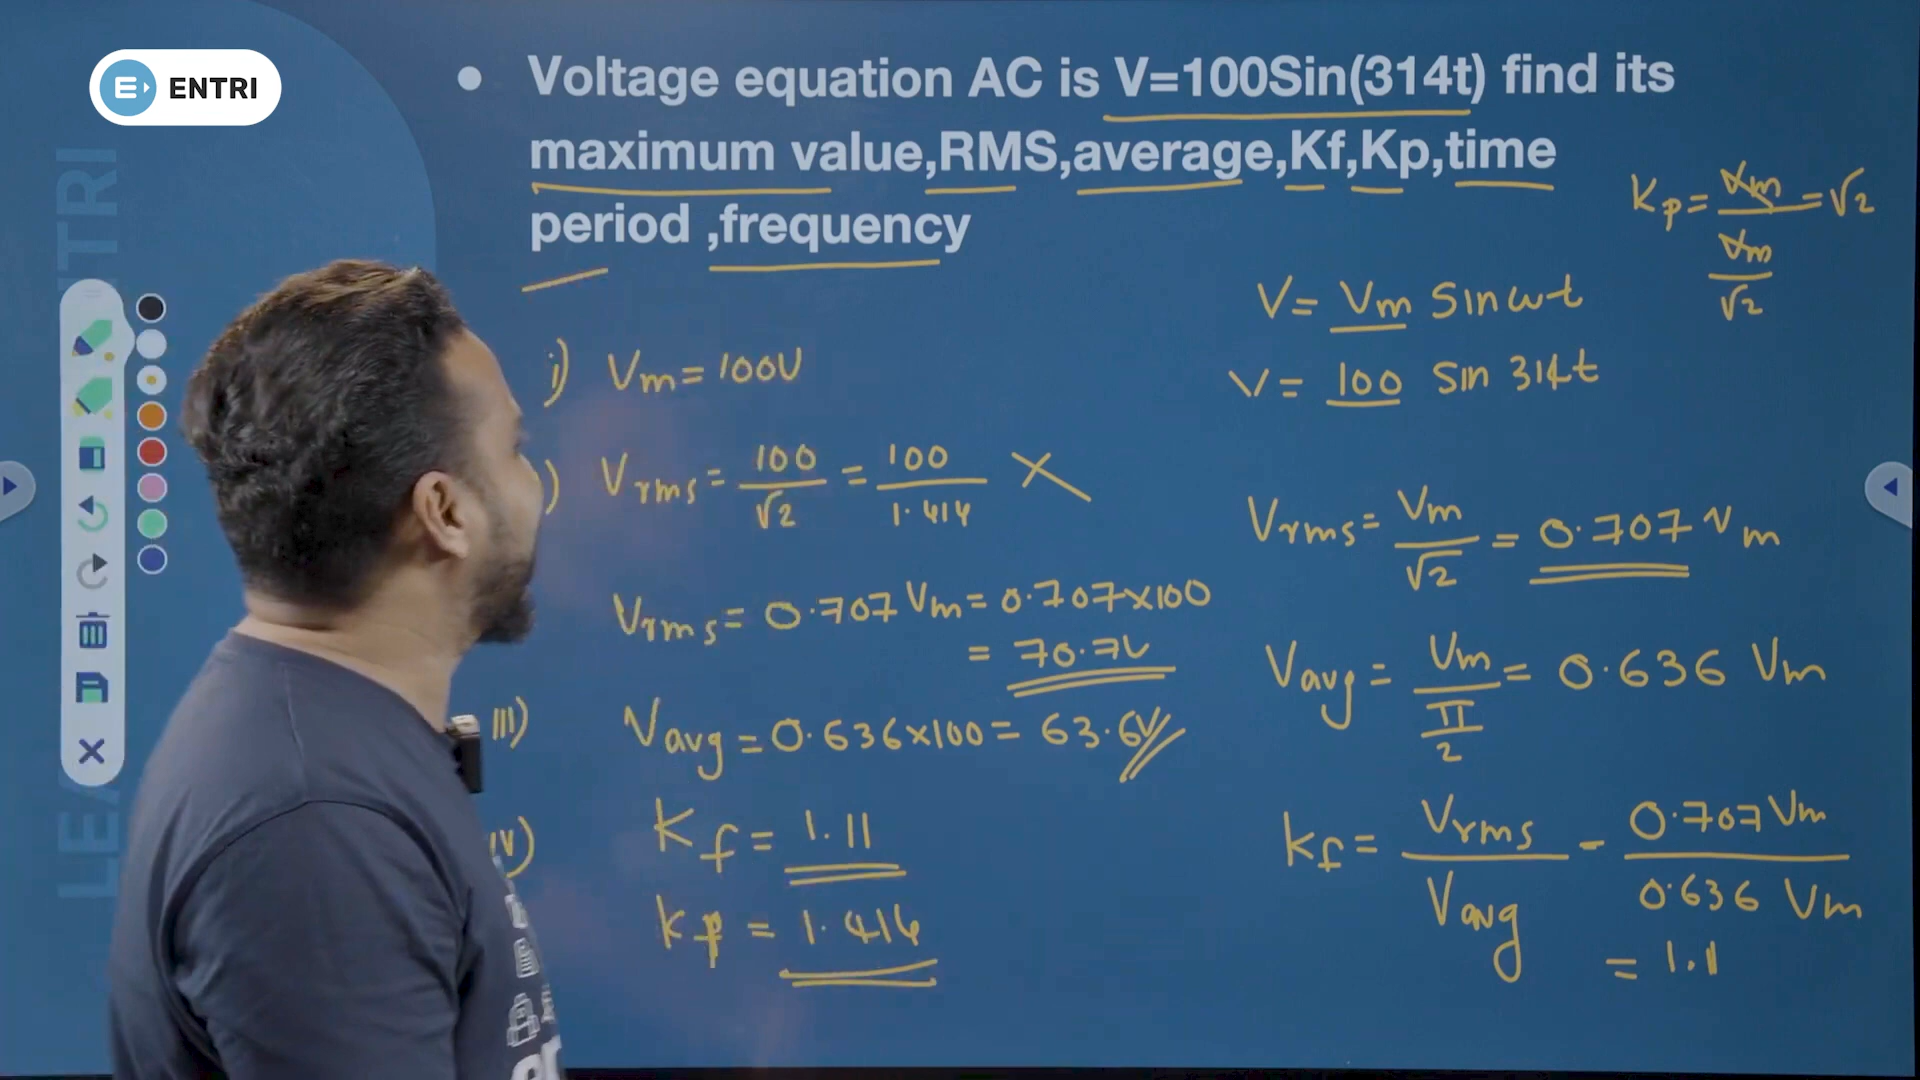 ENTRI
Voltage equation AC is V=100Sin(314t) find its
maximum value,RMS,average,Kf,Kp,time
period ,frequency
Kp = Vm / Vm/√2 = √2
V = Vm Sinωt
V = 100 Sin 314t
i) Vm = 100V
) Vrms = 100/√2 = 100/1.414
Vrms = Vm/√2 = 0.707 Vm
Vrms = 0.707 Vm = 0.707×100
= 70.7V
Vavg = Vm/π/2 = 0.636 Vm
III) Vavg = 0.636×100 = 63.6V
IV) Kf = 1.11
Kp = 1.414
Kf = Vrms/Vavg - 0.707 Vm/0.636 Vm
= 1.11